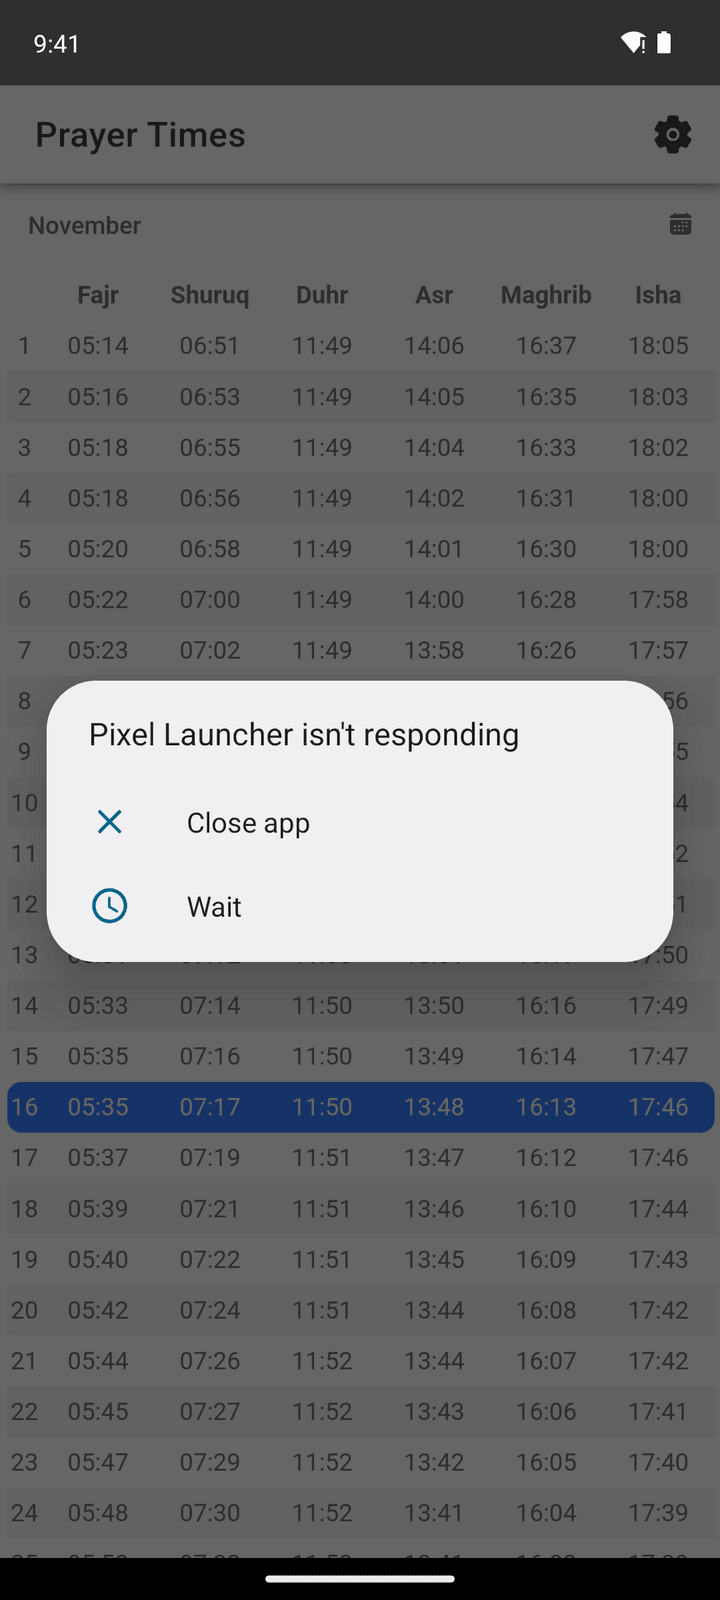 9:41
Prayer Times
November
Fajr Shuruq Duhr Asr Maghrib Isha
1 05:14 06:51 11:49 14:06 16:37 18:05
2 05:16 06:53 11:49 14:05 16:35 18:03
3 05:18 06:55 11:49 14:04 16:33 18:02
4 05:18 06:56 11:49 14:02 16:31 18:00
5 05:20 06:58 11:49 14:01 16:30 18:00
6 05:22 07:00 11:49 14:00 16:28 17:58
7 05:23 07:02 11:49 13:58 16:26 17:57
8
Pixel Launcher isn't responding
9
10
Close app
11
12
Wait
13
14 05:33 07:14 11:50 13:50 16:16 17:49
15 05:35 07:16 11:50 13:49 16:14 17:47
16 05:35 07:17 11:50 13:48 16:13 17:46
17 05:37 07:19 11:51 13:47 16:12 17:46
18 05:39 07:21 11:51 13:46 16:10 17:44
19 05:40 07:22 11:51 13:45 16:09 17:43
20 05:42 07:24 11:51 13:44 16:08 17:42
21 05:44 07:26 11:52 13:44 16:07 17:42
22 05:45 07:27 11:52 13:43 16:06 17:41
23 05:47 07:29 11:52 13:42 16:05 17:40
24 05:48 07:30 11:52 13:41 16:04 17:39